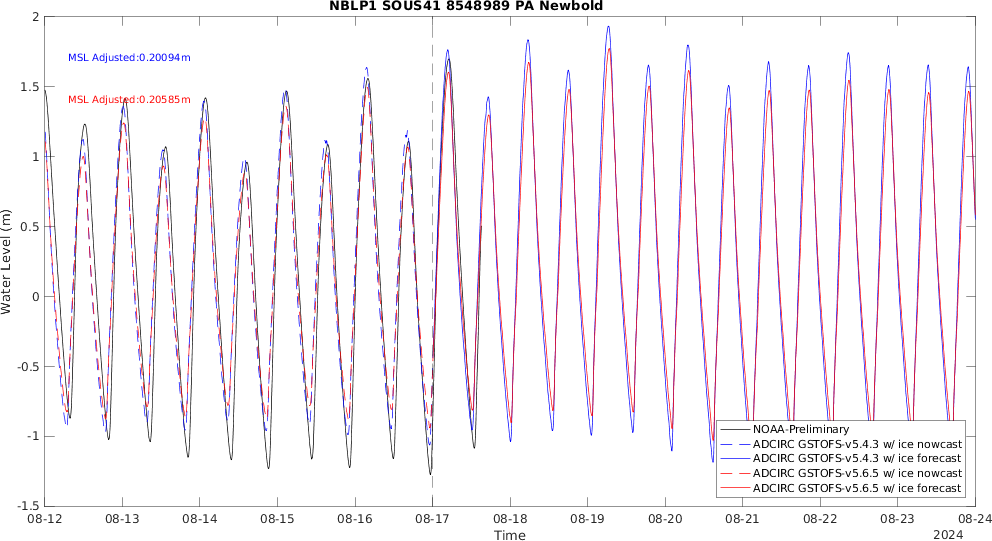 NBLP1 SOUS41 8548989 PA Newbold
2
1.5
1
0.5
0
-0.5
-1
-1.5
Water Level (m)
MSL Adjusted:0.20094m
MSL Adjusted:0.20585m
NOAA-Preliminary
ADCIRC GSTOFS-v5.4.3 w/ ice nowcast
ADCIRC GSTOFS-v5.4.3 w/ ice forecast
ADCIRC GSTOFS-v5.6.5 w/ ice nowcast
ADCIRC GSTOFS-v5.6.5 w/ ice forecast
08-12 08-13 08-14 08-15 08-16 08-17 08-18 08-19 08-20 08-21 08-22 08-23 08-24
Time
2024